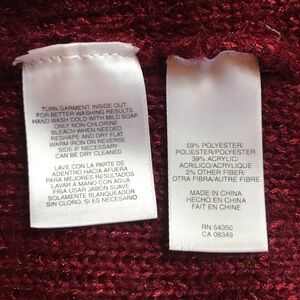 TURN GARMENT INSIDE OUT
FOR BETTER WASHING RESULTS
HAND WASH COLD WITH MILD SOAP
ONLY NON-CHLORINE
BLEACH WHEN NEEDED
RESHAPE AND DRY FLAT
WARM IRON ON REVERSE
SIDE IF NECESSARY
CAN BE DRY CLEANED
LAVE CON LA PARTE DE
ADENTRO HACIA AFUERA
PARA MEJORES RESULTADOS
LAVAR A MANO CON AGUA
FRIA USAR JABON SUAVE
SOLAMENTE BLANQUEADOR
SIN CLORO, SI ES NECESARIO
59% POLYESTER/
POLIESTER/POLYESTER
39% ACRYLIC/
ACRILICO/ACRYLIQUE
2% OTHER FIBER/
OTRA FIBRA/AUTRE FIBRE
MADE IN CHINA
HECHO EN CHINA
FAIT EN CHINE
RN 54050
CA 08349